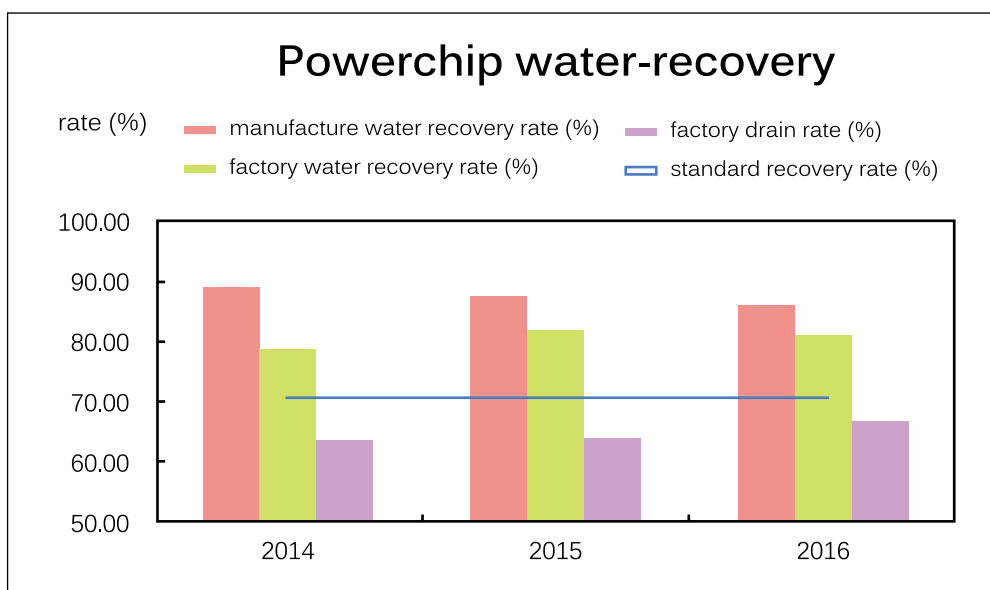 Powerchip water-recovery
rate (%)
manufacture water recovery rate (%)
factory drain rate (%)
factory water recovery rate (%)
standard recovery rate (%)
100.00
90.00
80.00
70.00
60.00
50.00
2014 2015 2016